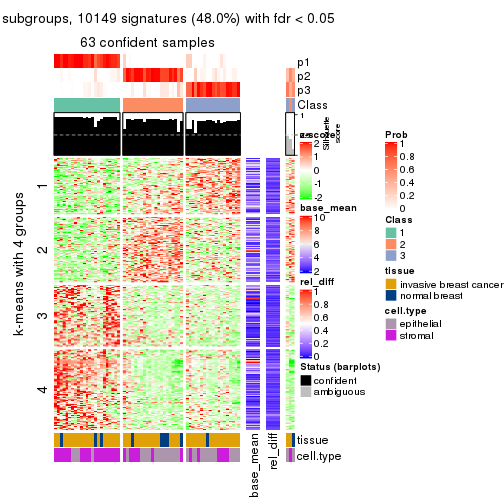 subgroups, 10149 signatures (48.0%) with fdr < 0.05
63 confident samples
p1
p2
p3
Class
1
Silhouette
score
z-score
2
1
0
-1
-2
base_mean
10
8
6
4
2
rel_diff
1
0.8
0.6
0.4
0.2
0
Status (barplots)
confident
ambiguous
Prob
1
0.8
0.6
0.4
0.2
0
Class
1
2
3
tissue
invasive breast cancer
normal breast
cell.type
epithelial
stromal
k-means with 4 groups
1
2
3
4
tissue
cell.type
base_mean
rel_diff